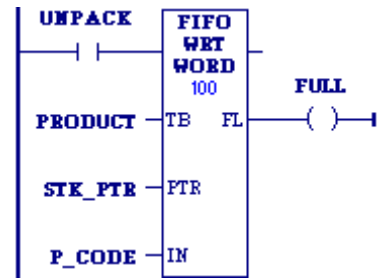 UNPACK
FIFO
WRT
WORD
100
FULL
PRODUCT
TB
FL
STK_PTR
PTR
P_CODE
IN